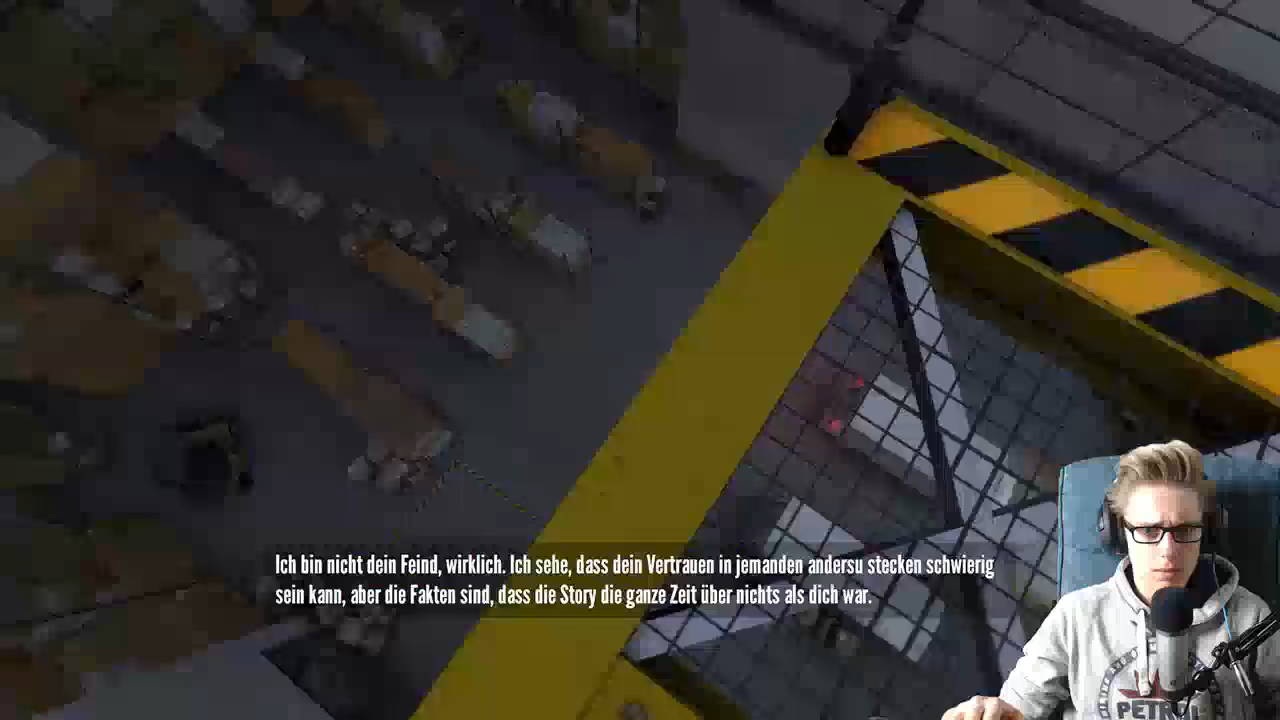 Ich bin nicht dein Feind, wirklich. Ich sehe, dass dein Vertrauen in jemanden andersu stecken schwierig
sein kann, aber die Fakten sind, dass die Story die ganze Zeit über nichts als dich war.